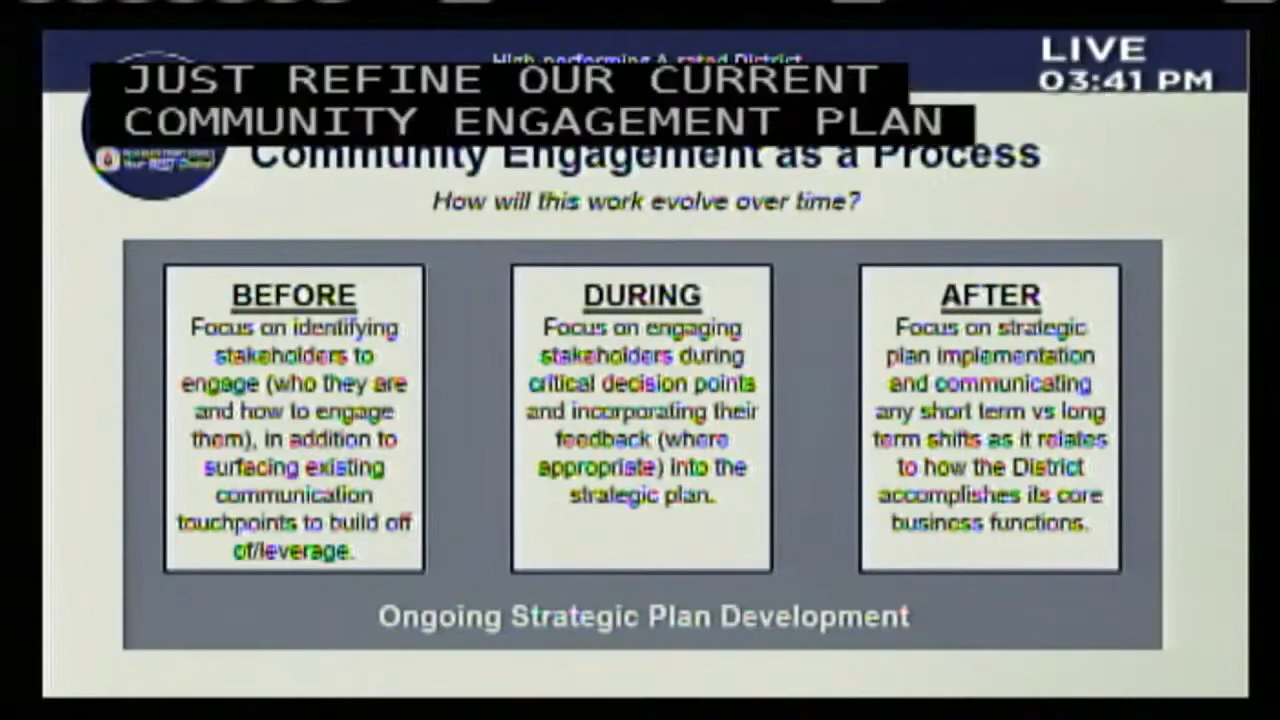 High-performing A-rated District
LIVE
03:41 PM
JUST REFINE OUR CURRENT
COMMUNITY ENGAGEMENT PLAN
Community Engagement as a Process
How will this work evolve over time?
BEFORE
Focus on identifying
stakeholders to
engage (who they are
and how to engage
them), in addition to
surfacing existing
communication
touchpoints to build off
of/leverage.
DURING
Focus on engaging
stakeholders during
critical decision points
and incorporating their
feedback (where
appropriate) into the
strategic plan.
AFTER
Focus on strategic
plan implementation
and communicating
any short term vs long
term shifts as it relates
to how the District
accomplishes its core
business functions.
Ongoing Strategic Plan Development